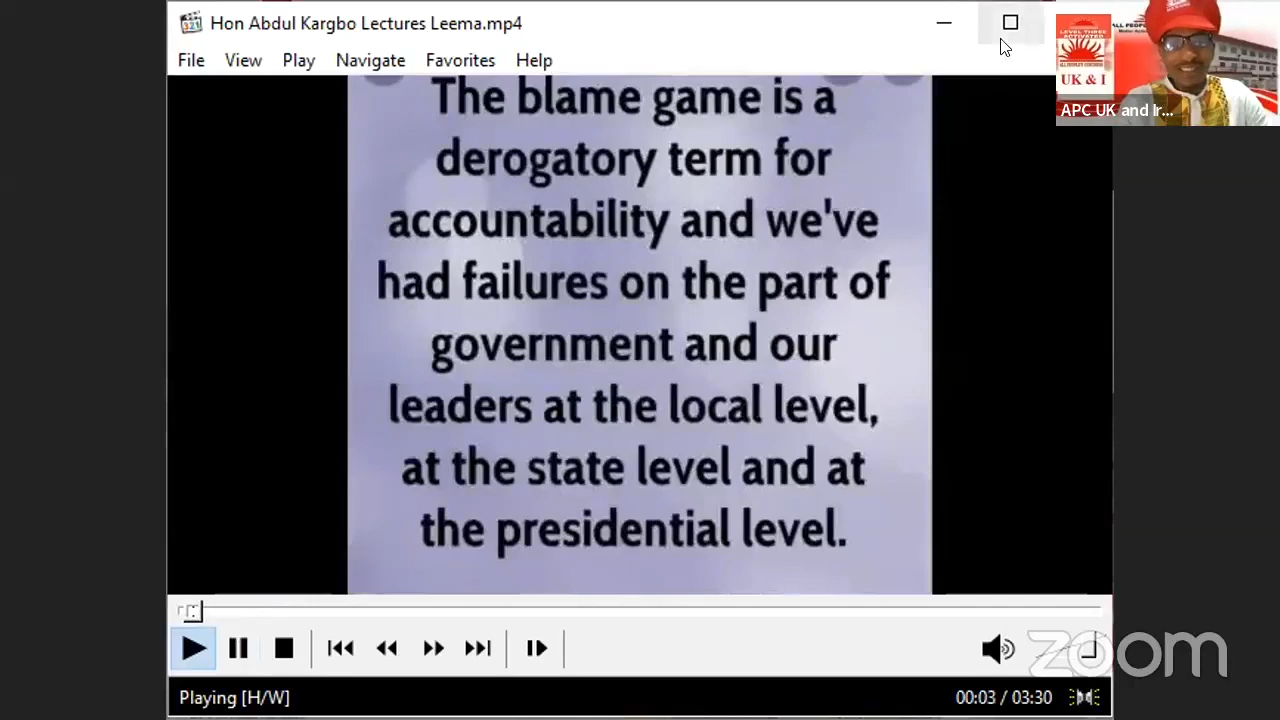 Hon Abdul Kargbo Lectures Leema.mp4
File View Play Navigate Favorites Help
The blame game is a
derogatory term for
accountability and we've
had failures on the part of
government and our
leaders at the local level,
at the state level and at
the presidential level.
Playing [H/W]
00:03 / 03:30
zoom
LEVEL THREE
ACTIVATED
UK & I
APC UK and Ir...